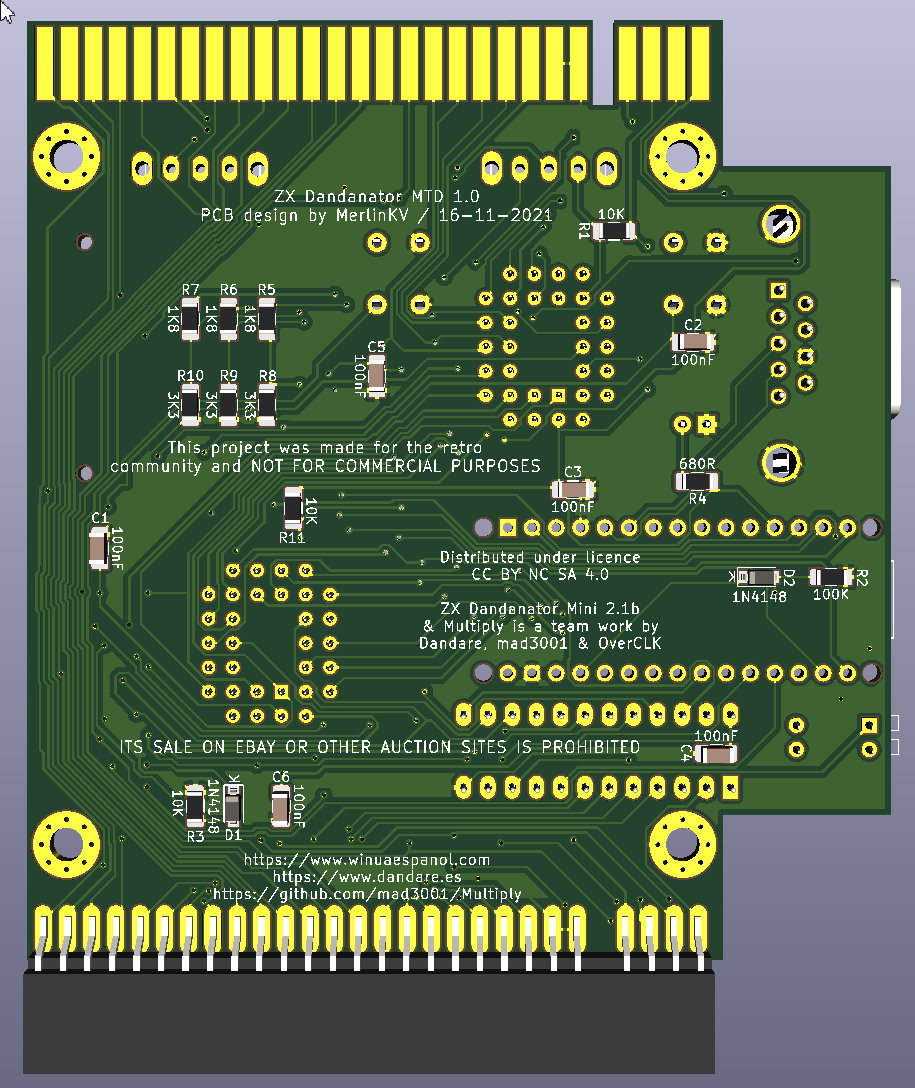 ZX Dandanator MTD 1.0
PCB design by MerlinKV / 16-11-2021
10K
R1
R7
R6
R5
1K8
1K8
1K8
C2
100nF
C5
100nF
R10
R9
R8
3K3
3K3
3K3
This project was made for the retro
community and NOT FOR COMMERCIAL PURPOSES
680R
R4
C3
100nF
10K
R11
C1
100nF
Distributed under licence
CC BY NC SA 4.0
K
D2
1N4148
R2
100K
ZX Dandanator Mini 2.1b
& Multiply is a team work by
Dandare, mad3001 & OverCLK
100nF
C4
ITS SALE ON EBAY OR OTHER AUCTION SITES IS PROHIBITED
10K
R3
1N4148
K
D1
C6
100nF
https://www.winuaespanol.com
https://www.dandare.es
https://github.com/mad3001/Multiply